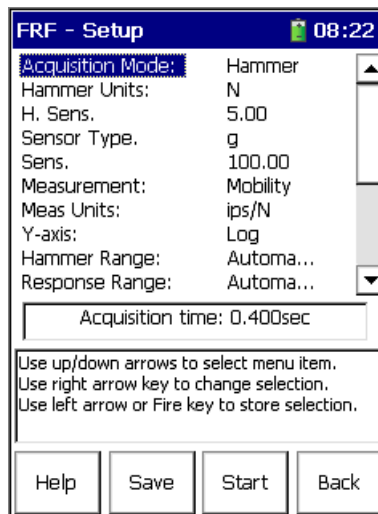 FRF - Setup 08:22
Acquisition Mode: Hammer
Hammer Units: N
H. Sens. 5.00
Sensor Type. g
Sens. 100.00
Measurement: Mobility
Meas Units: ips/N
Y-axis: Log
Hammer Range: Automa...
Response Range: Automa...
Acquisition time: 0.400sec
Use up/down arrows to select menu item.
Use right arrow key to change selection.
Use left arrow or Fire key to store selection.
Help Save Start Back